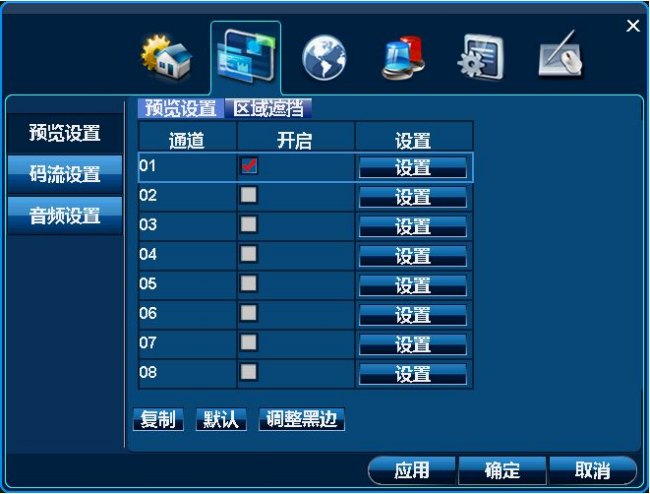 预览设置 区域遮挡
预览设置
码流设置
音频设置
通道 开启 设置
01 设置
02 设置
03 设置
04 设置
05 设置
06 设置
07 设置
08 设置
复制 默认 调整黑边
应用 确定 取消